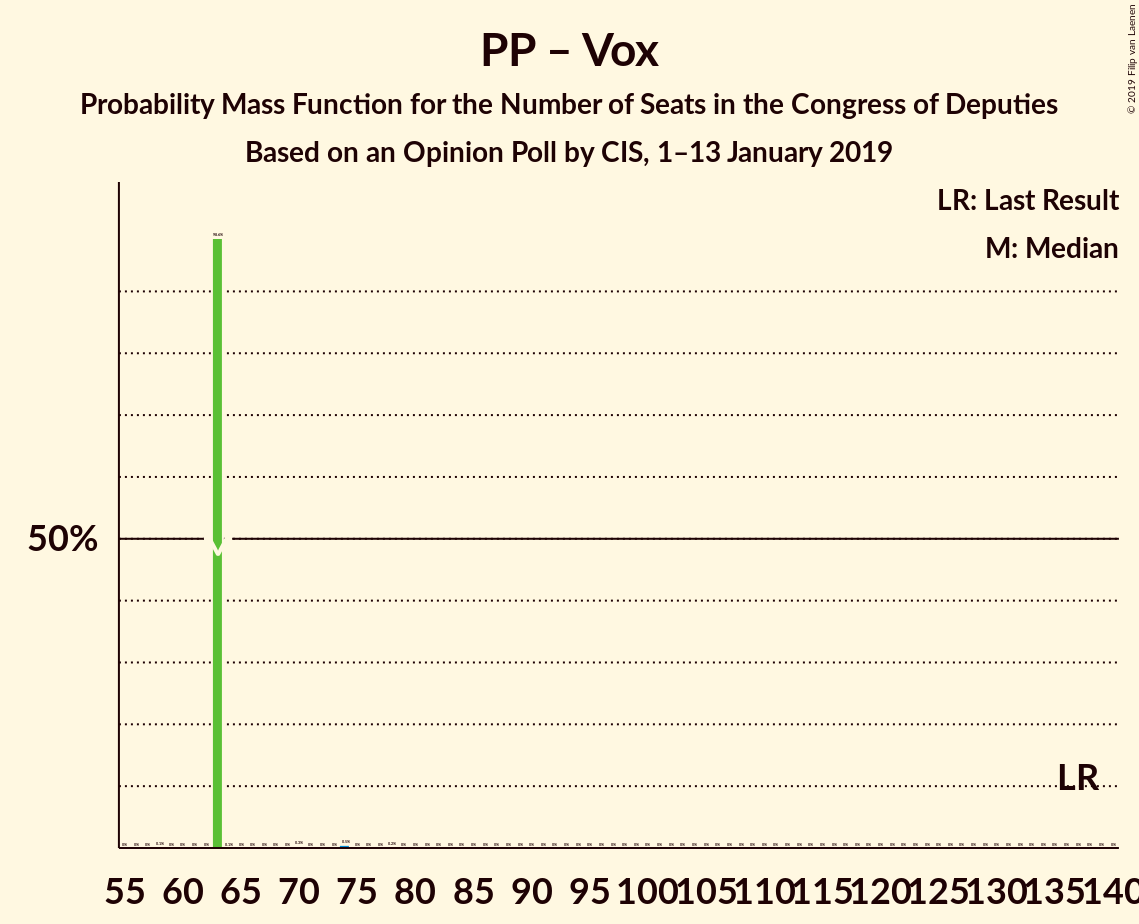 PP – Vox
Probability Mass Function for the Number of Seats in the Congress of Deputies
Based on an Opinion Poll by CIS, 1–13 January 2019
© 2019 Filip van Laenen
LR: Last Result
M: Median
50%
LR
55 60 65 70 75 80 85 90 95 100 105 110 115 120 125 130 135 140